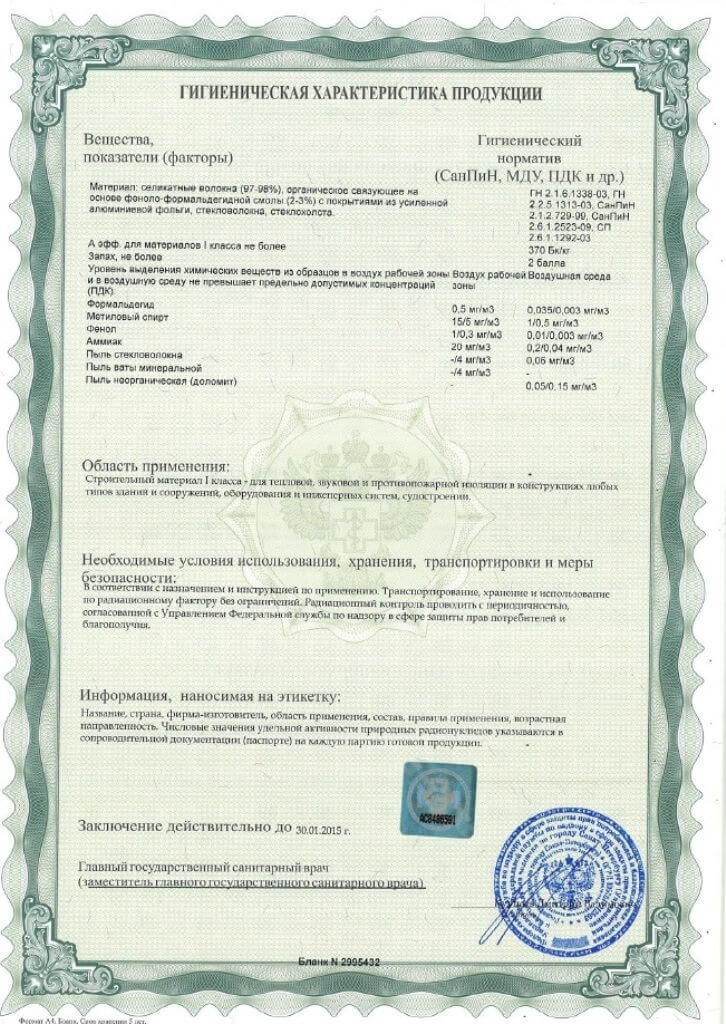 ГИГИЕНИЧЕСКАЯ ХАРАКТЕРИСТИКА ПРОДУКЦИИ
Вещества,
показатели (факторы)
Гигиенический
норматив
(СанПиН, МДУ, ПДК и др.)
Материал: силикатные волокна (97-98%), органическое связующее на
основе феноло-формальдегидной смолы (2-3%) с покрытиями из усиленной
алюминиевой фольги, стекловолокна, стеклохолста.
ГН 2.1.6.1338-03, ГН
2.2.5.1313-03, СанПиН
2.1.2.729-99, СанПиН
2.6.1.2523-09, СП
2.6.1.1292-03
А эфф. для материалов I класса не более
370 Бк/кг
Запах, не более
2 балла
Уровень выделения химических веществ из образцов в воздух рабочей зоны
и в воздушную среду не превышает предельно допустимых концентраций
(ПДК):
Воздух рабочей
зоны
Воздушная среда
Формальдегид 0,5 мг/м3 0,035/0,003 мг/м3
Метиловый спирт 15/5 мг/м3 1/0,5 мг/м3
Фенол 1/0,3 мг/м3 0,01/0,003 мг/м3
Аммиак 20 мг/м3 0,2/0,04 мг/м3
Пыль стекловолокна -/4 мг/м3 0,06 мг/м3
Пыль ваты минеральной -/4 мг/м3 -
Пыль неорганическая (доломит) - 0,05/0,15 мг/м3
Область применения:
Строительный материал I класса - для тепловой, звуковой и противопожарной изоляции в конструкциях любых
типов зданий и сооружений, оборудования и инженерных систем, судостроении.
Необходимые условия использования, хранения, транспортировки и меры
безопасности:
В соответствии с назначением и инструкцией по применению. Транспортирование, хранение и использование
по радиационному фактору без ограничений. Радиационный контроль проводить с периодичностью,
согласованной с Управлением Федеральной службы по надзору в сфере защиты прав потребителей и
благополучия.
Информация, наносимая на этикетку:
Название, страна, фирма-изготовитель, область применения, состав, правила применения, возрастная
направленность. Числовые значения удельной активности природных радионуклидов указываются в
сопроводительной документации (паспорте) на каждую партию готовой продукции.
Заключение действительно до 30.01.2015 г.
Главный государственный санитарный врач
(заместитель главного государственного санитарного врача)
Бланк N 2995432
Формат А4. Бланк. Срок хранения 5 лет.